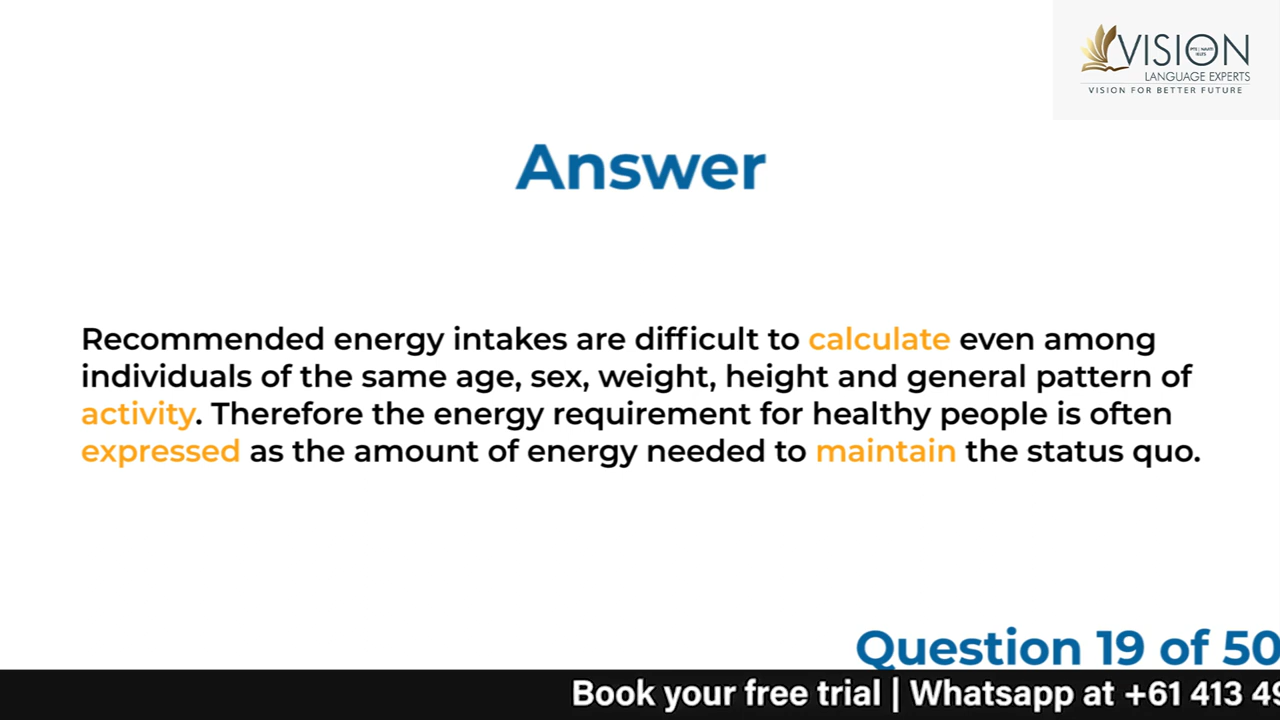 VISION
LANGUAGE EXPERTS
VISION FOR BETTER FUTURE
Answer
Recommended energy intakes are difficult to calculate even among
individuals of the same age, sex, weight, height and general pattern of
activity. Therefore the energy requirement for healthy people is often
expressed as the amount of energy needed to maintain the status quo.
Question 19 of 50
Book your free trial | Whatsapp at +61 413 49